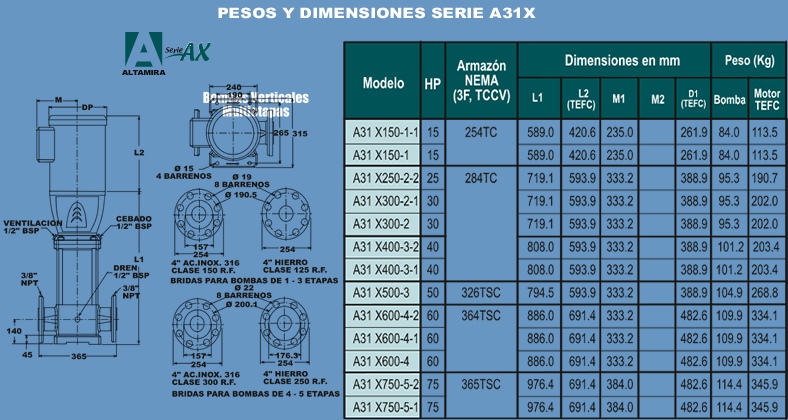 PESOS Y DIMENSIONES SERIE A31X
A Serie AX
ALTAMIRA
Bombas Verticales
Multietapas
240
190
265
315
Ø 15
4 BARRENOS
Ø 19
8 BARRENOS
Ø 190.5
M
DP
L2
VENTILACION
1/2" BSP
CEBADO
1/2" BSP
L1
DREN
1/2" BSP
3/8"
NPT
3/8"
NPT
140
45
365
157
254
254
4" AC.INOX. 316
CLASE 150 R.F.
4" HIERRO
CLASE 125 R.F.
BRIDAS PARA BOMBAS DE 1 - 3 ETAPAS
Ø 22
8 BARRENOS
Ø 200.1
157
254
176.3
254
4" AC.INOX. 316
CLASE 300 R.F.
4" HIERRO
CLASE 250 R.F.
BRIDAS PARA BOMBAS DE 4 - 5 ETAPAS
Modelo HP Armazón NEMA (3F, TCCV) Dimensiones en mm Peso (Kg)
L1 L2 (TEFC) M1 M2 D1 (TEFC) Bomba Motor TEFC
A31 X150-1-1 15 254TC 589.0 420.6 235.0 261.9 84.0 113.5
A31 X150-1 15 589.0 420.6 235.0 261.9 84.0 113.5
A31 X250-2-2 25 284TC 719.1 593.9 333.2 388.9 95.3 190.7
A31 X300-2-1 30 719.1 593.9 333.2 388.9 95.3 202.0
A31 X300-2 30 719.1 593.9 333.2 388.9 95.3 202.0
A31 X400-3-2 40 808.0 593.9 333.2 388.9 101.2 203.4
A31 X400-3-1 40 808.0 593.9 333.2 388.9 101.2 203.4
A31 X500-3 50 326TSC 794.5 593.9 333.2 388.9 104.9 268.8
A31 X600-4-2 60 364TSC 886.0 691.4 333.2 482.6 109.9 334.1
A31 X600-4-1 60 886.0 691.4 333.2 482.6 109.9 334.1
A31 X600-4 60 886.0 691.4 333.2 482.6 109.9 334.1
A31 X750-5-2 75 365TSC 976.4 691.4 384.0 482.6 114.4 345.9
A31 X750-5-1 75 976.4 691.4 384.0 482.6 114.4 345.9